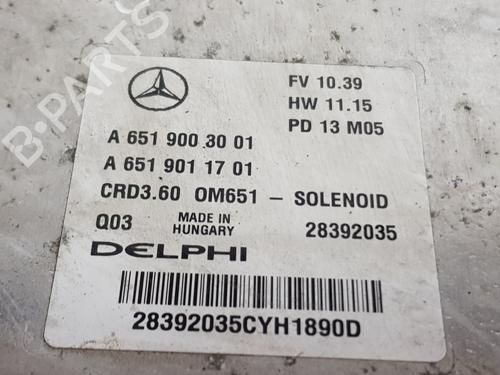 FV 10.39
HW 11.15
PD 13 M05
A 651 900 30 01
A 651 901 17 01
CRD3.60 OM651 - SOLENOID
Q03 MADE IN HUNGARY 28392035
DELPHI
28392035CYH1890D
B-PARTS